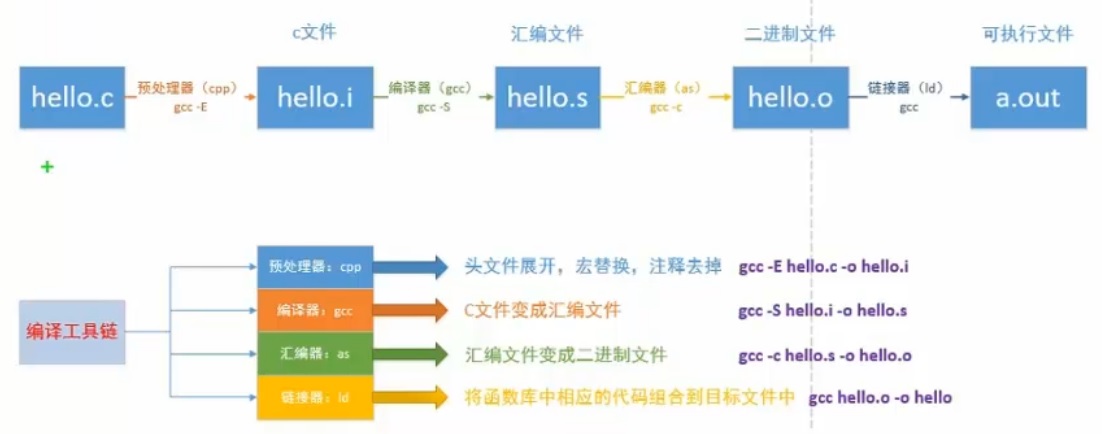 c文件
汇编文件
二进制文件
可执行文件
hello.c
预处理器（cpp）
gcc -E
hello.i
编译器（gcc）
gcc -S
hello.s
汇编器（as）
gcc -c
hello.o
链接器（ld）
gcc
a.out
编译工具链
预处理器：cpp
头文件展开，宏替换，注释去掉
gcc -E hello.c -o hello.i
编译器：gcc
C文件变成汇编文件
gcc -S hello.i -o hello.s
汇编器：as
汇编文件变成二进制文件
gcc -c hello.s -o hello.o
链接器：ld
将函数库中相应的代码组合到目标文件中
gcc hello.o -o hello